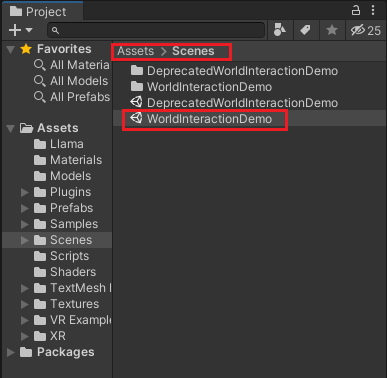 Project
25
Favorites
All Materia
All Models
All Prefabs
Assets
Llama
Materials
Models
Plugins
Prefabs
Samples
Scenes
Scripts
Shaders
TextMesh
Textures
VR Example
XR
Packages
Assets > Scenes
DeprecatedWorldInteractionDemo
WorldInteractionDemo
DeprecatedWorldInteractionDemo
WorldInteractionDemo